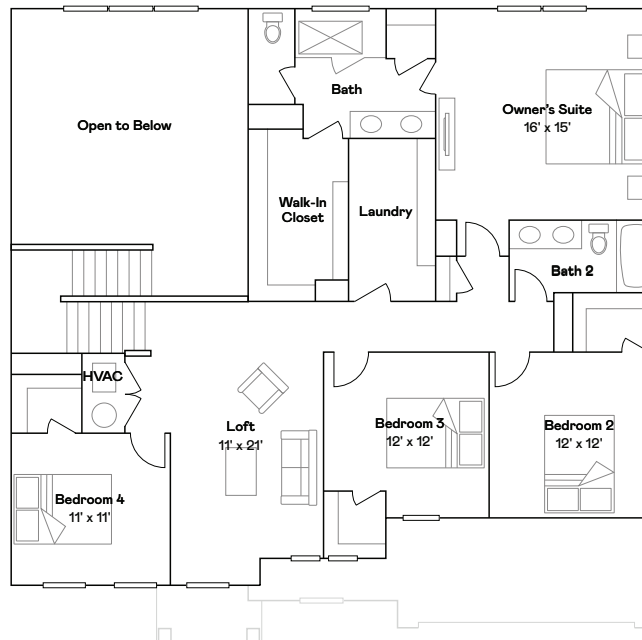 Bath
Owner's Suite
16' x 15'
Open to Below
Walk-In
Closet
Laundry
Bath 2
HVAC
Loft
11' x 21'
Bedroom 3
12' x 12'
Bedroom 2
12' x 12'
Bedroom 4
11' x 11'